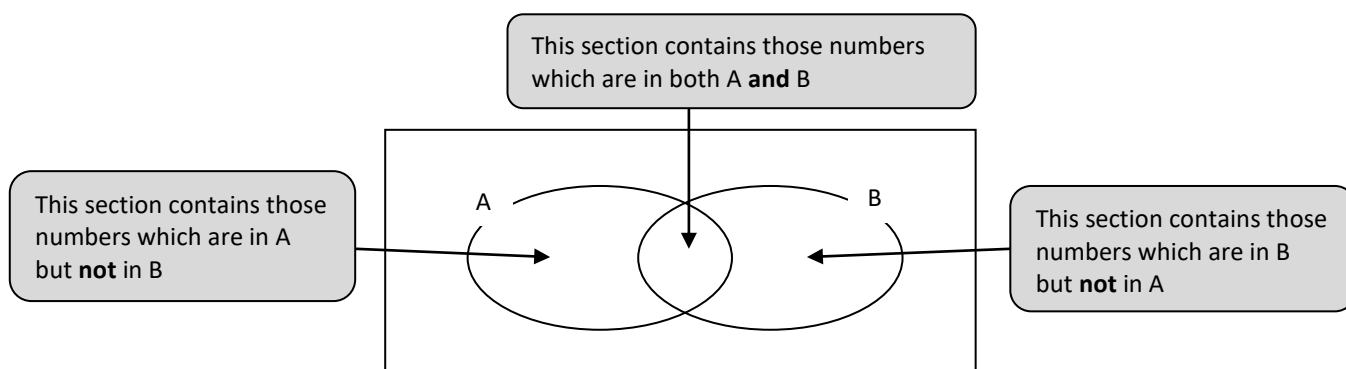 This section contains those numbers
which are in both A and B
A
B
This section contains those
numbers which are in A
but not in B
This section contains those
numbers which are in B
but not in A